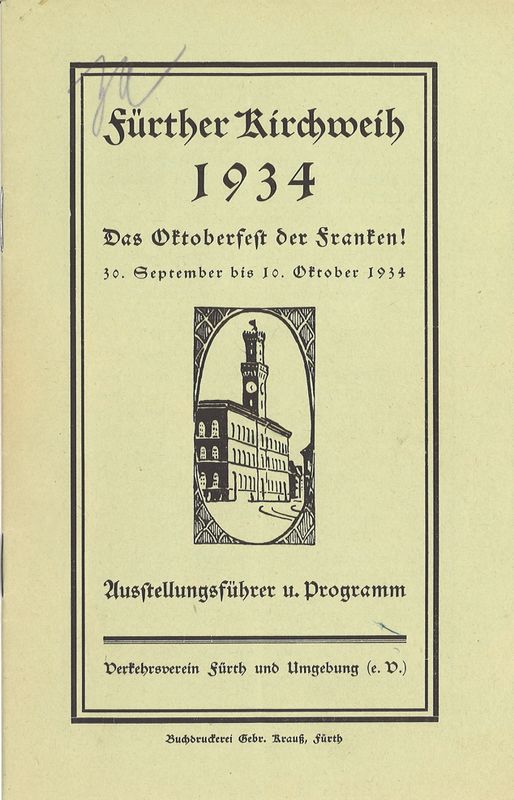 Fürther Kirchweih
1934
Das Oktoberfest der Franken!
30. September bis 10. Oktober 1934
Ausstellungsführer u. Programm
Verkehrsverein Fürth und Umgebung (e. V.)
Buchdruckerei Gebr. Krauß, Fürth